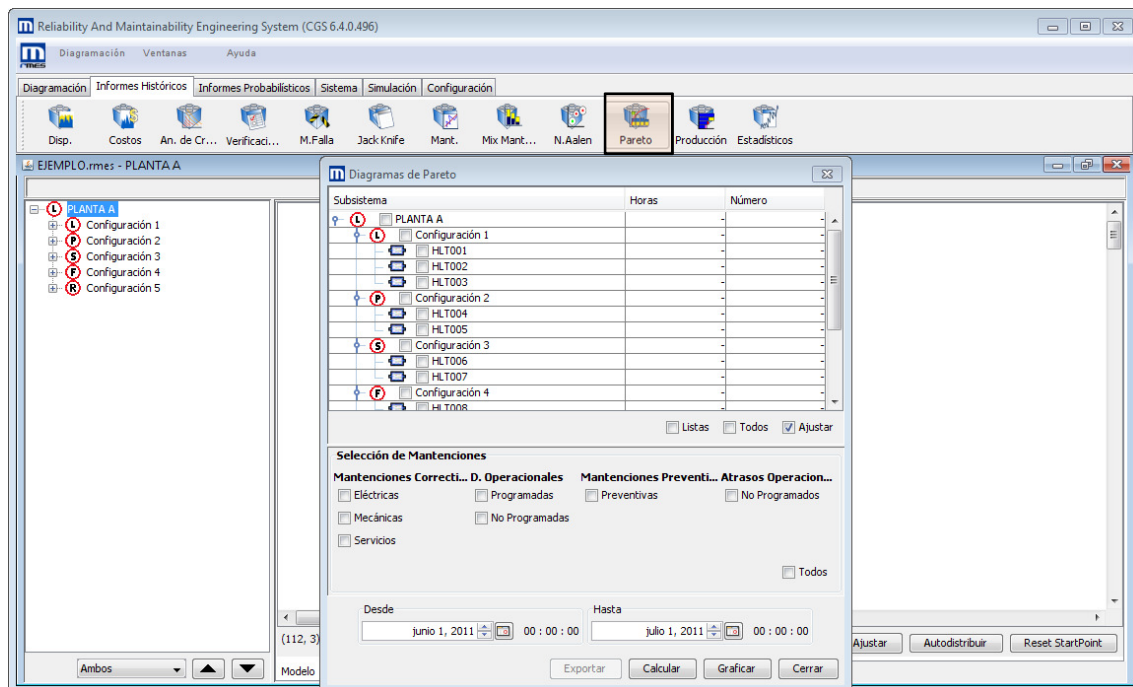 Reliability And Maintainability Engineering System (CGS 6.4.0.496)
Diagramación Ventanas Ayuda
Diagramación Informes Históricos Informes Probabilísticos Sistema Simulación Configuración
Disp. Costos An. de Cr... Verificaci... M.Falla Jack Knife Mant. Mix Mant... N.Aalen Pareto Producción Estadísticos
EJEMPLO.rmes - PLANTA A
PLANTA A
Configuración 1
Configuración 2
Configuración 3
Configuración 4
Configuración 5
Diagramas de Pareto
Subsistema Horas Número
PLANTA A - -
Configuración 1 - -
HLT001 - -
HLT002 - -
HLT003 - -
Configuración 2 - -
HLT004 - -
HLT005 - -
Configuración 3 - -
HLT006 - -
HLT007 - -
Configuración 4 - -
HLT008 - -
Listas Todos Ajustar
Selección de Mantenciones
Mantenciones Correcti... D. Operacionales Mantenciones Preventi... Atrasos Operacion...
Eléctricas Programadas Preventivas No Programados
Mecánicas No Programadas
Servicios
Todos
Desde Hasta
junio 1, 2011 00 : 00 : 00 julio 1, 2011 00 : 00 : 00
Exportar Calcular Graficar Cerrar
(112, 3)
Ajustar Autodistribuir Reset StartPoint
Ambos
Modelo